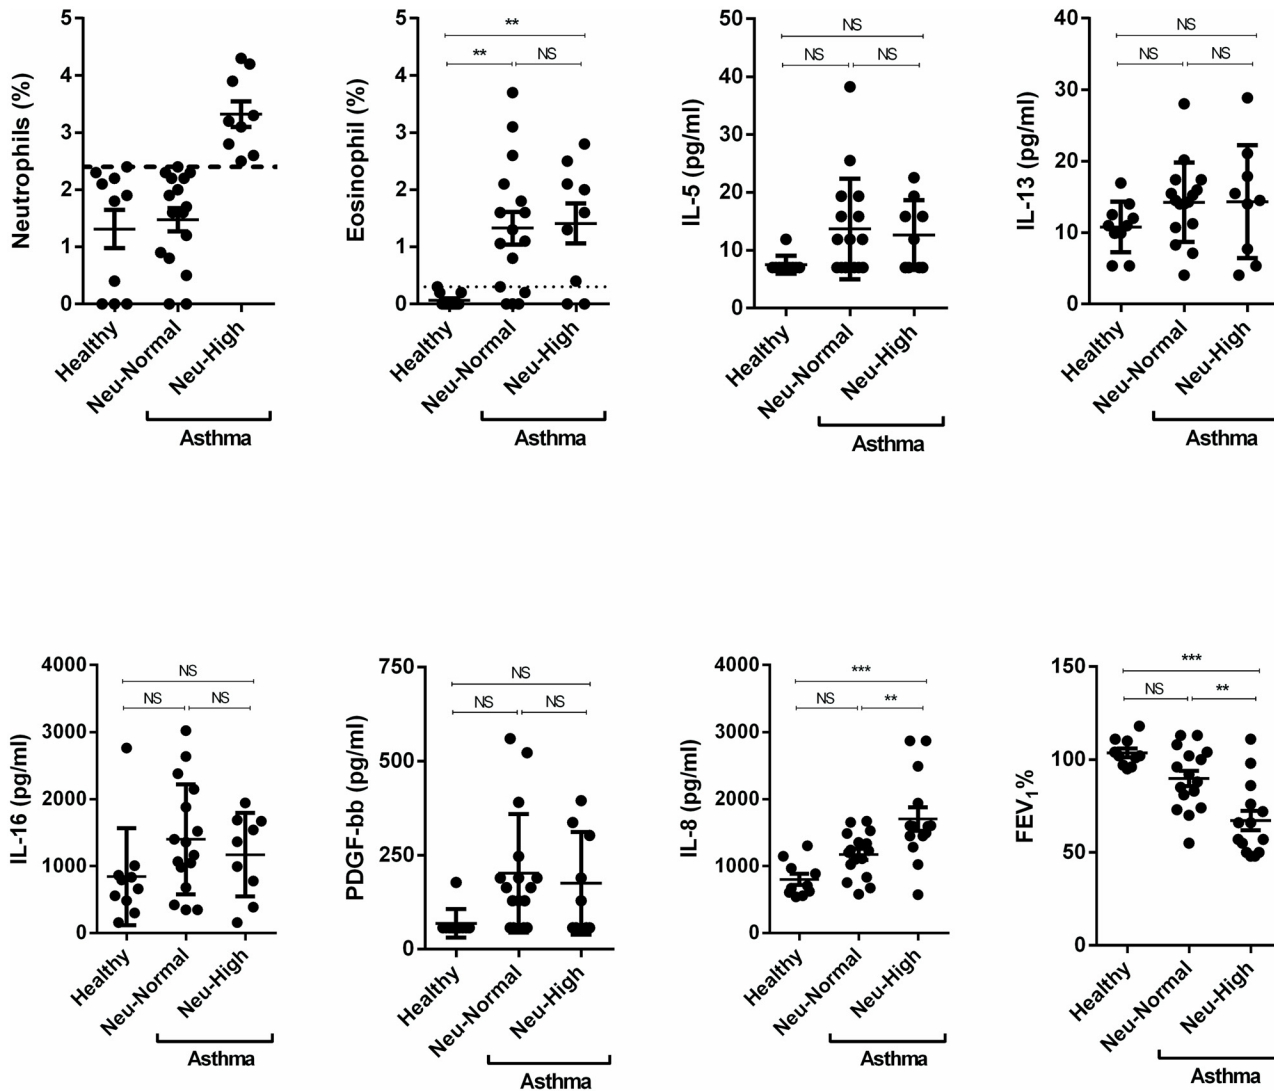 Neutrophils (%)
5
4
3
2
1
0
Healthy
Neu-Normal
Neu-High
Asthma
Eosinophil (%)
5
4
3
2
1
0
**
**
NS
Healthy
Neu-Normal
Neu-High
Asthma
IL-5 (pg/ml)
50
40
30
20
10
0
NS
NS
NS
Healthy
Neu-Normal
Neu-High
Asthma
IL-13 (pg/ml)
40
30
20
10
0
NS
NS
NS
Healthy
Neu-Normal
Neu-High
Asthma
IL-16 (pg/ml)
4000
3000
2000
1000
0
NS
NS
NS
Healthy
Neu-Normal
Neu-High
Asthma
PDGF-bb (pg/ml)
750
500
250
0
NS
NS
NS
Healthy
Neu-Normal
Neu-High
Asthma
IL-8 (pg/ml)
4000
3000
2000
1000
0
***
NS
**
Healthy
Neu-Normal
Neu-High
Asthma
FEV₁%
150
100
50
0
***
NS
**
Healthy
Neu-Normal
Neu-High
Asthma